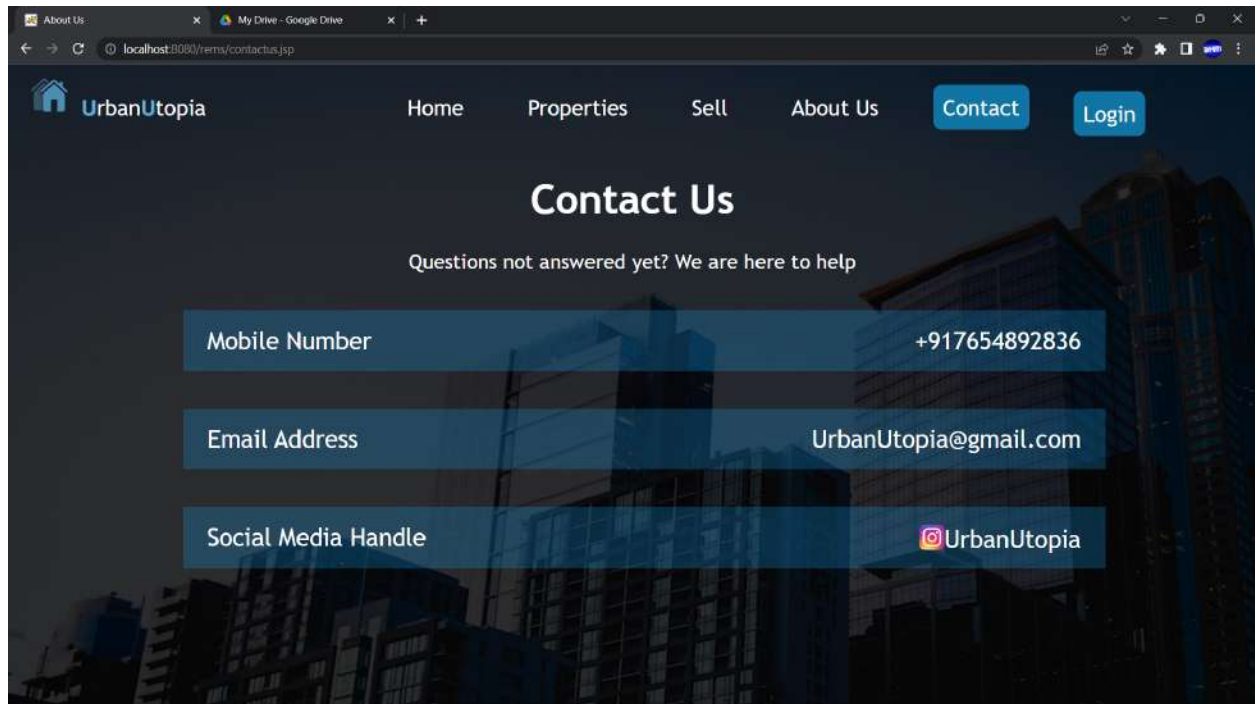 About Us
My Drive - Google Drive
localhost:8080/rems/contactus.jsp
UrbanUtopia Home Properties Sell About Us Contact Login
Contact Us
Questions not answered yet? We are here to help
Mobile Number +917654892836
Email Address UrbanUtopia@gmail.com
Social Media Handle UrbanUtopia